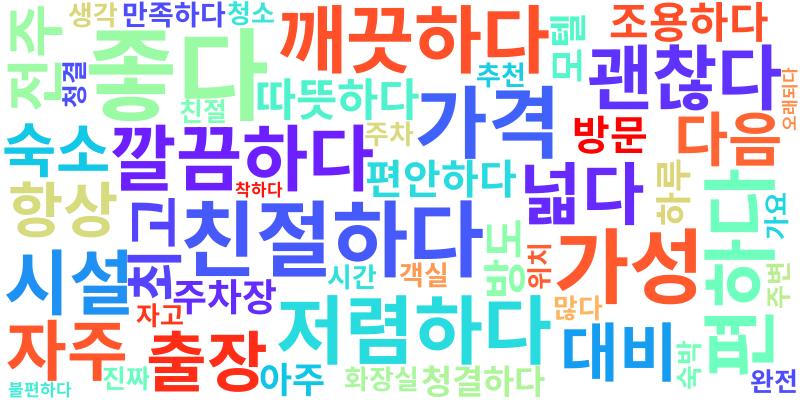 생각
만족하다
청소
깨끗하다
모텔
조용하다
전주
청결
좋다
친절
따뜻하다
추천
괜찮다
오래되다
숙소
깔끔하다
주차
가격
방문
다음
착하다
편안하다
넓다
하루
항상
최고
친절하다
방도
위치
가성
편하다
가요
시설
주차장
시간
객실
많다
주변
자고
저렴하다
자주
출장
대비
숙박
불편하다
진짜
아주
화장실
청결하다
완전